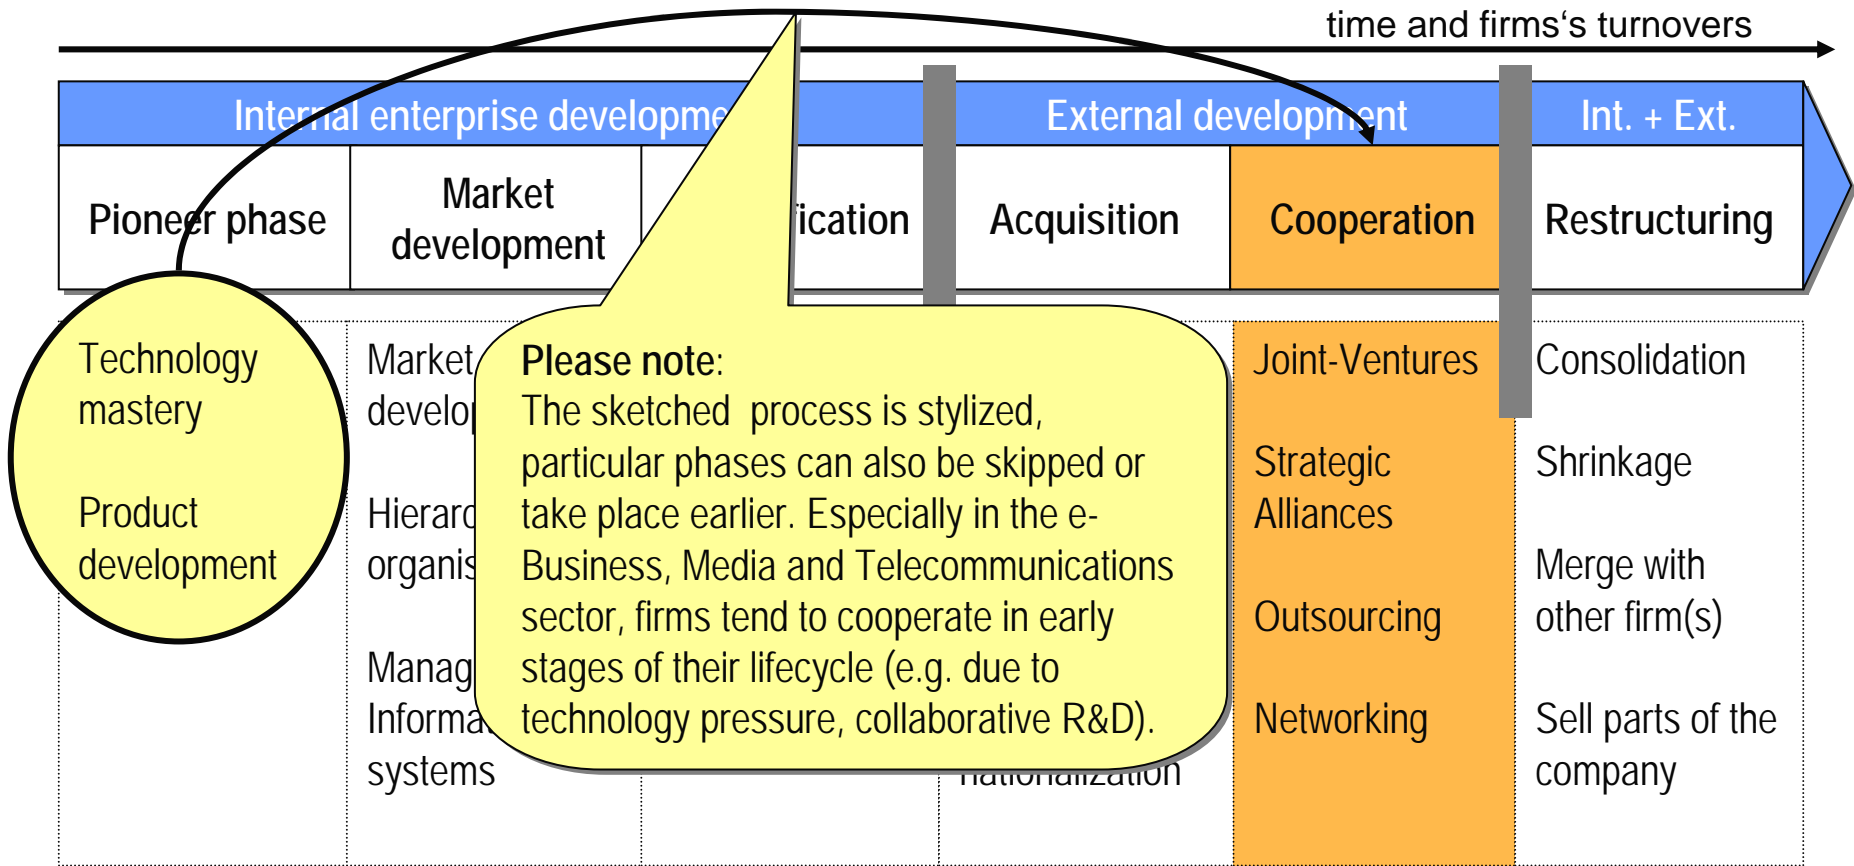 time and firms‘s turnovers
Internal enterprise developme
External development
Int. + Ext.
Pioneer phase
Market
development
ification
Acquisition
Cooperation
Restructuring
Technology
mastery
Product
development
Market
develop
Hierarc
organis
Manag
Informa
systems
Please note:
The sketched process is stylized,
particular phases can also be skipped or
take place earlier. Especially in the e-
Business, Media and Telecommunications
sector, firms tend to cooperate in early
stages of their lifecycle (e.g. due to
technology pressure, collaborative R&D).
nationalization
Joint-Ventures
Strategic
Alliances
Outsourcing
Networking
Consolidation
Shrinkage
Merge with
other firm(s)
Sell parts of the
company